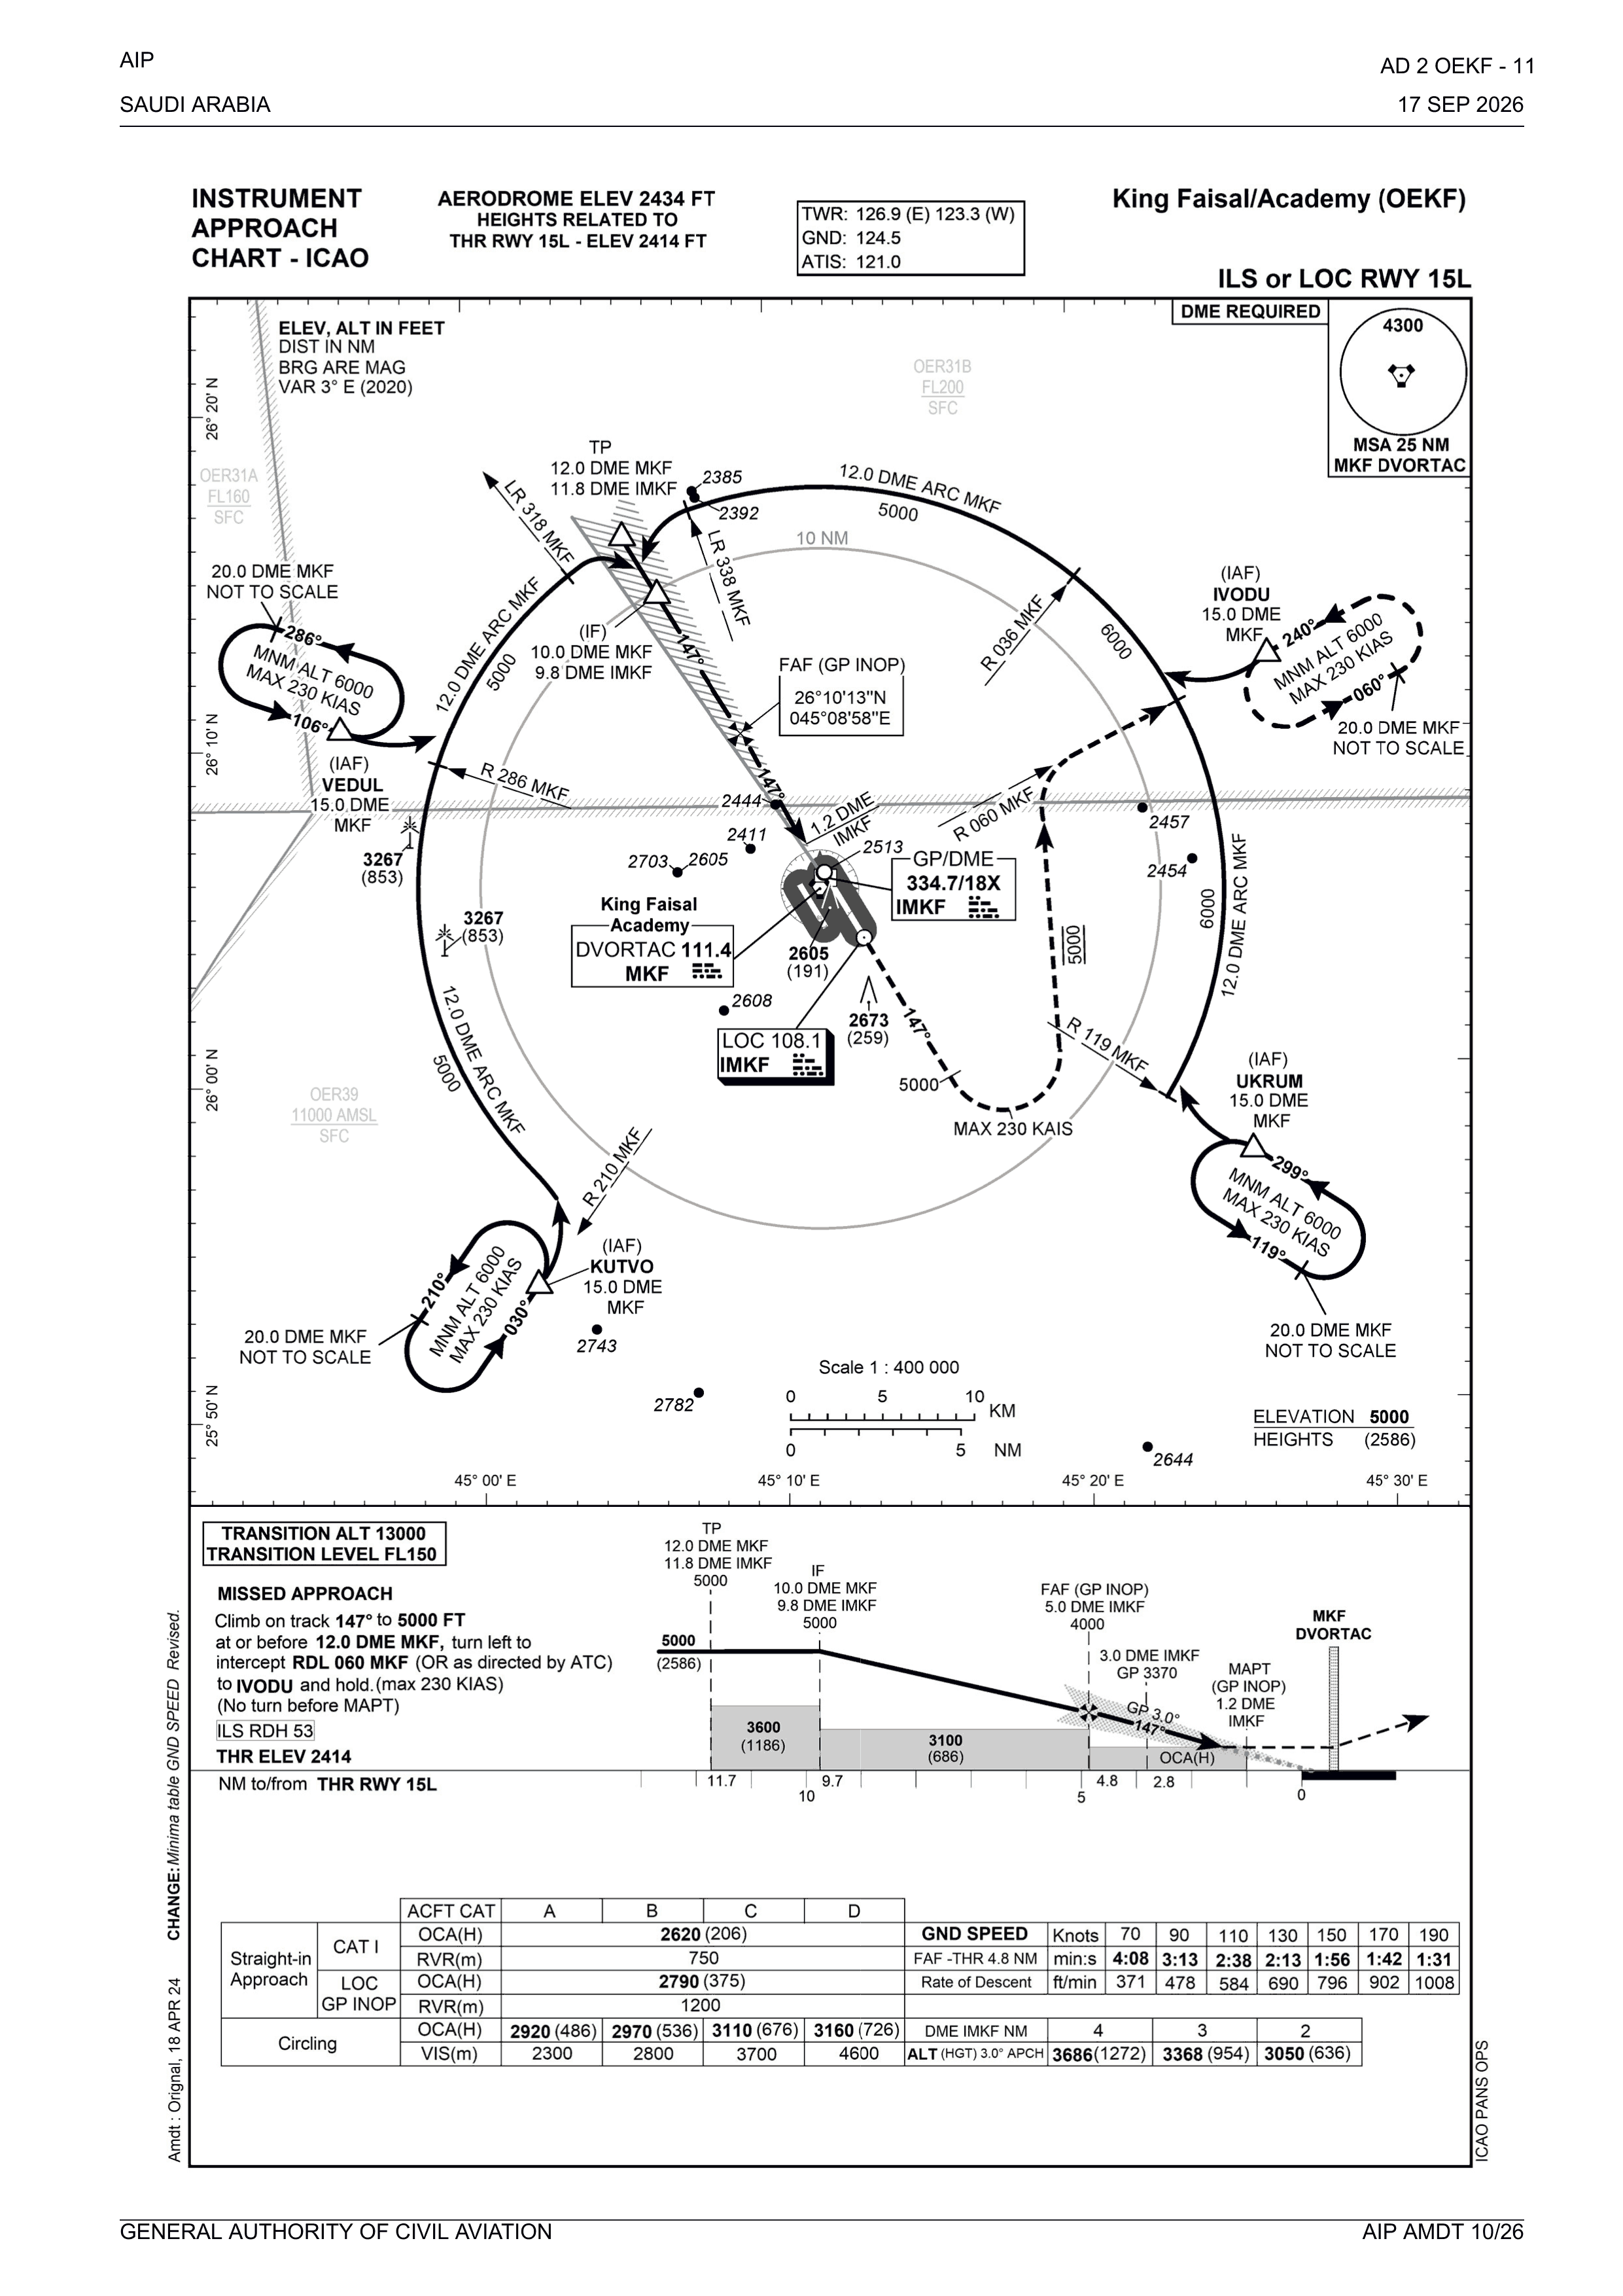 AIP
AD 2 OEKF - 11
SAUDI ARABIA
17 SEP 2026
INSTRUMENT
APPROACH
CHART - ICAO
AERODROME ELEV 2434 FT
HEIGHTS RELATED TO
THR RWY 15L - ELEV 2414 FT
TWR: 126.9 (E) 123.3 (W)
GND: 124.5
ATIS: 121.0
King Faisal/Academy (OEKF)
ILS or LOC RWY 15L
DME REQUIRED
4300
MSA 25 NM
MKF DVORTAC
ELEV, ALT IN FEET
DIST IN NM
BRG ARE MAG
VAR 3° E (2020)
OER31B
FL200
SFC
OER31A
FL160
SFC
26° 20' N
TP
12.0 DME MKF
11.8 DME IMKF
2385
2392
12.0 DME ARC MKF
5000
10 NM
LR 318 MKF
LR 338 MKF
20.0 DME MKF
NOT TO SCALE
286°
MNM ALT 6000
MAX 230 KIAS
106°
12.0 DME ARC MKF
5000
(IF)
10.0 DME MKF
9.8 DME IMKF
147°
FAF (GP INOP)
26°10'13"N
045°08'58"E
R 036 MKF
6000
(IAF)
IVODU
15.0 DME
MKF
240°
MNM ALT 6000
MAX 230 KIAS
060°
20.0 DME MKF
NOT TO SCALE
26° 10' N
(IAF)
VEDUL
15.0 DME
MKF
R 286 MKF
147°
2444
1.2 DME
IMKF
R 060 MKF
2457
3267
(853)
2411
2703
2605
2513
GP/DME
334.7/18X
IMKF
2454
3267
(853)
King Faisal
Academy
DVORTAC 111.4
MKF
2605
(191)
5000
6000
12.0 DME ARC MKF
2608
LOC 108.1
IMKF
2673
(259)
147°
5000
MAX 230 KAIS
R 119 MKF
12.0 DME ARC MKF
5000
26° 00' N
OER39
11000 AMSL
SFC
(IAF)
UKRUM
15.0 DME
MKF
299°
MNM ALT 6000
MAX 230 KIAS
119°
20.0 DME MKF
NOT TO SCALE
R 210 MKF
(IAF)
KUTVO
15.0 DME
MKF
210°
MNM ALT 6000
MAX 230 KIAS
030°
20.0 DME MKF
NOT TO SCALE
2743
2782
2644
25° 50' N
Scale 1 : 400 000
0 5 10
KM
0 5 NM
ELEVATION 5000
HEIGHTS (2586)
45° 00' E
45° 10' E
45° 20' E
45° 30' E
TRANSITION ALT 13000
TRANSITION LEVEL FL150
MISSED APPROACH
Climb on track 147° to 5000 FT
at or before 12.0 DME MKF, turn left to
intercept RDL 060 MKF (OR as directed by ATC)
to IVODU and hold.(max 230 KIAS)
(No turn before MAPT)
ILS RDH 53
THR ELEV 2414
NM to/from THR RWY 15L
TP
12.0 DME MKF
11.8 DME IMKF
5000
IF
10.0 DME MKF
9.8 DME IMKF
5000
FAF (GP INOP)
5.0 DME IMKF
4000
3.0 DME IMKF
GP 3370
MAPT
(GP INOP)
1.2 DME
IMKF
MKF
DVORTAC
5000
(2586)
GP 3.0°
147°
3600
(1186)
3100
(686)
OCA(H)
11.7
9.7
4.8
2.8
10
5
0
ACFT CAT A B C D
Straight-in
Approach
CAT I
OCA(H) 2620 (206)
RVR(m) 750
LOC
GP INOP
OCA(H) 2790 (375)
RVR(m) 1200
Circling
OCA(H) 2920 (486) 2970 (536) 3110 (676) 3160 (726)
VIS(m) 2300 2800 3700 4600
GND SPEED Knots 70 90 110 130 150 170 190
FAF -THR 4.8 NM min:s 4:08 3:13 2:38 2:13 1:56 1:42 1:31
Rate of Descent ft/min 371 478 584 690 796 902 1008
DME IMKF NM 4 3 2
ALT (HGT) 3.0° APCH 3686(1272) 3368 (954) 3050 (636)
Amdt : Orignal, 18 APR 24 CHANGE: Minima table GND SPEED Revised.
ICAO PANS OPS
GENERAL AUTHORITY OF CIVIL AVIATION
AIP AMDT 10/26